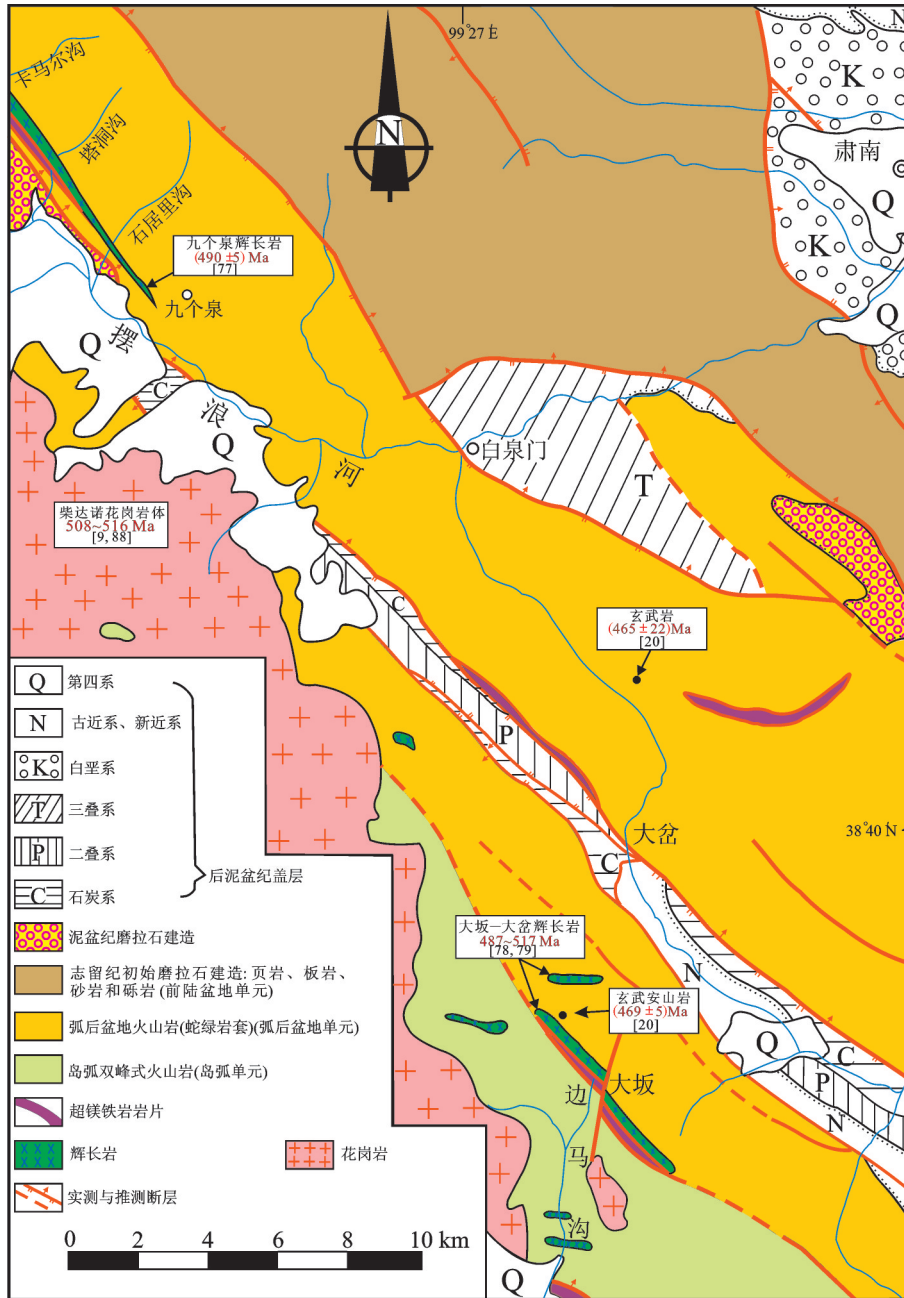 99°27′E
N
卡马尔沟
K
塔洞沟
N
肃南
Q
石居里沟
九个泉辉长岩
(490±5) Ma
[77]
K
九个泉
Q
Q
摆
C
浪
Q
白泉门
河
T
柴达诺花岗岩体
508~516 Ma
[9, 88]
C
玄武岩
(465±22)Ma
[20]
P
38°40′N
大岔
C
大坂—大岔辉长岩
487~517 Ma
[78, 79]
N
玄武安山岩
(469±5)Ma
[20]
Q
C
P
边
大坂
N
马
沟
Q
Q 第四系
N 古近系、新近系
K 白垩系
T 三叠系
P 二叠系
C 石炭系
后泥盆纪盖层
泥盆纪磨拉石建造
志留纪初始磨拉石建造: 页岩、板岩、
砂岩和砾岩 (前陆盆地单元)
弧后盆地火山岩(蛇绿岩套)(弧后盆地单元)
岛弧双峰式火山岩(岛弧单元)
超镁铁岩岩片
辉长岩
花岗岩
实测与推测断层
0 2 4 6 8 10 km